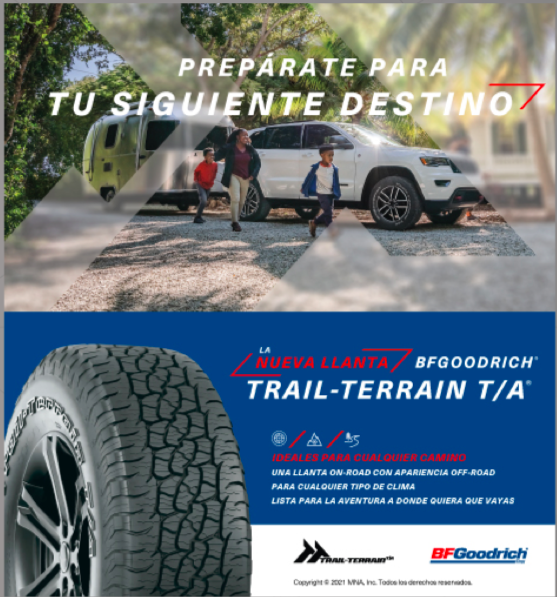 PREPÁRATE PARA
TU SIGUIENTE DESTINO
LA
NUEVA LLANTA BFGOODRICH®
TRAIL-TERRAIN T/A®
IDEALES PARA CUALQUIER CAMINO
UNA LLANTA ON-ROAD CON APARIENCIA OFF-ROAD
PARA CUALQUIER TIPO DE CLIMA
LISTA PARA LA AVENTURA A DONDE QUIERA QUE VAYAS
TRAIL-TERRAIN
BFGoodrich
Copyright © 2021 MNA, Inc. Todos los derechos reservados.